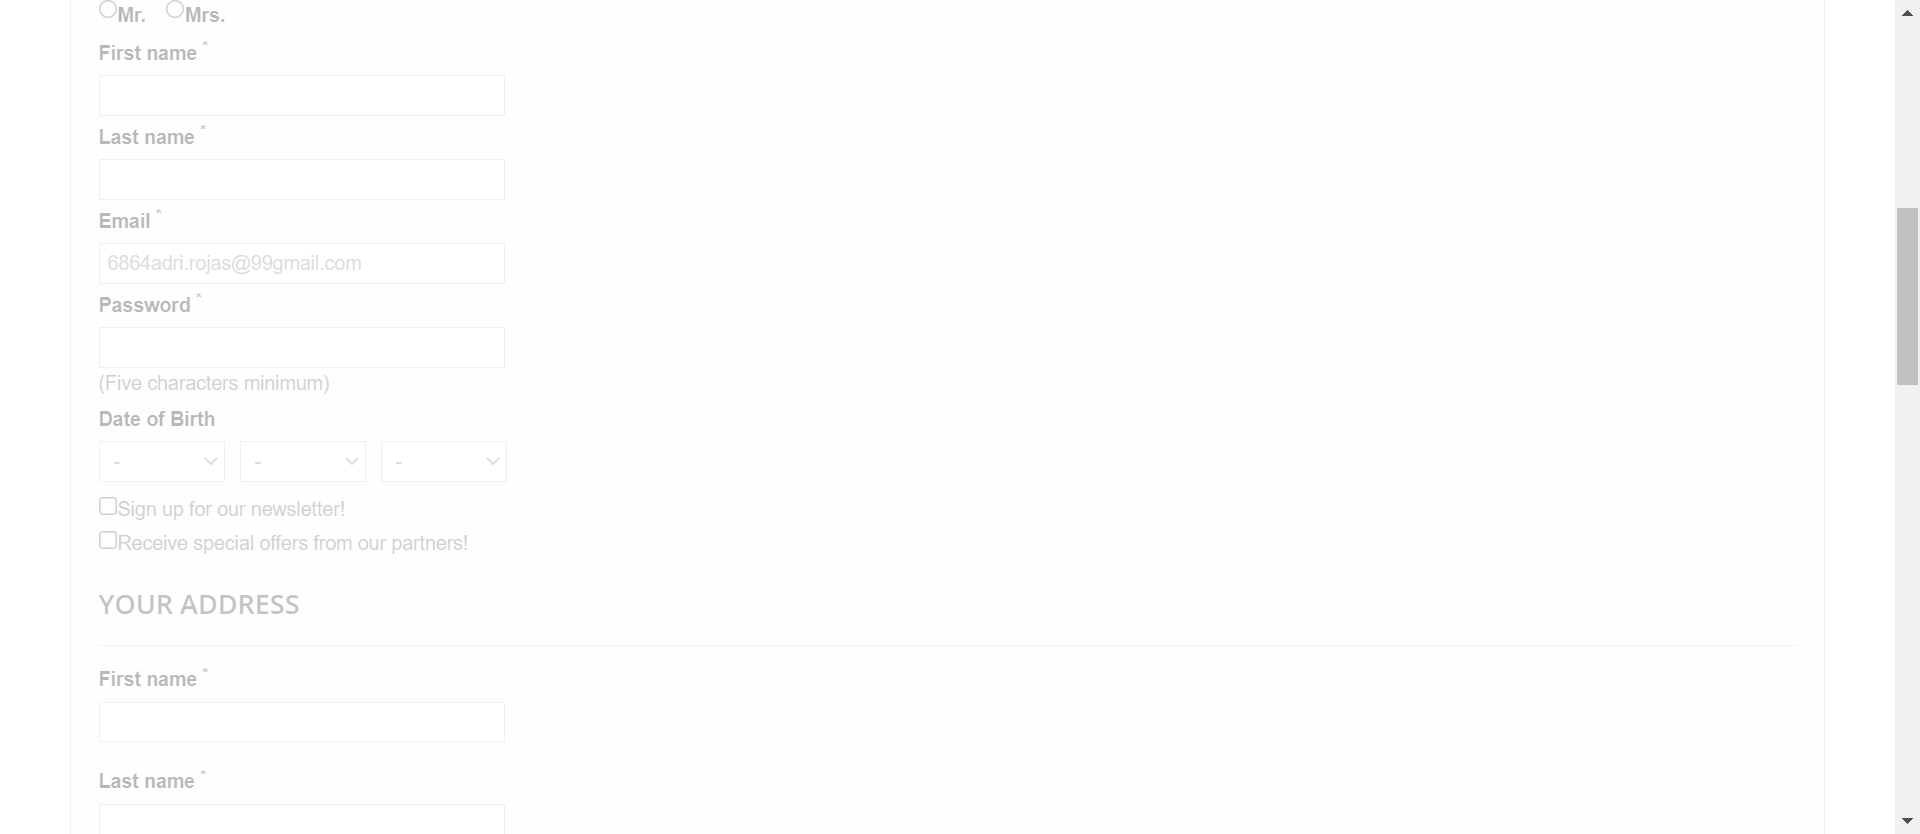 Mr. Mrs.
First name *
Last name *
Email *
6864adri.rojas@99gmail.com
Password *
(Five characters minimum)
Date of Birth
- - -
Sign up for our newsletter!
Receive special offers from our partners!
YOUR ADDRESS
First name *
Last name *